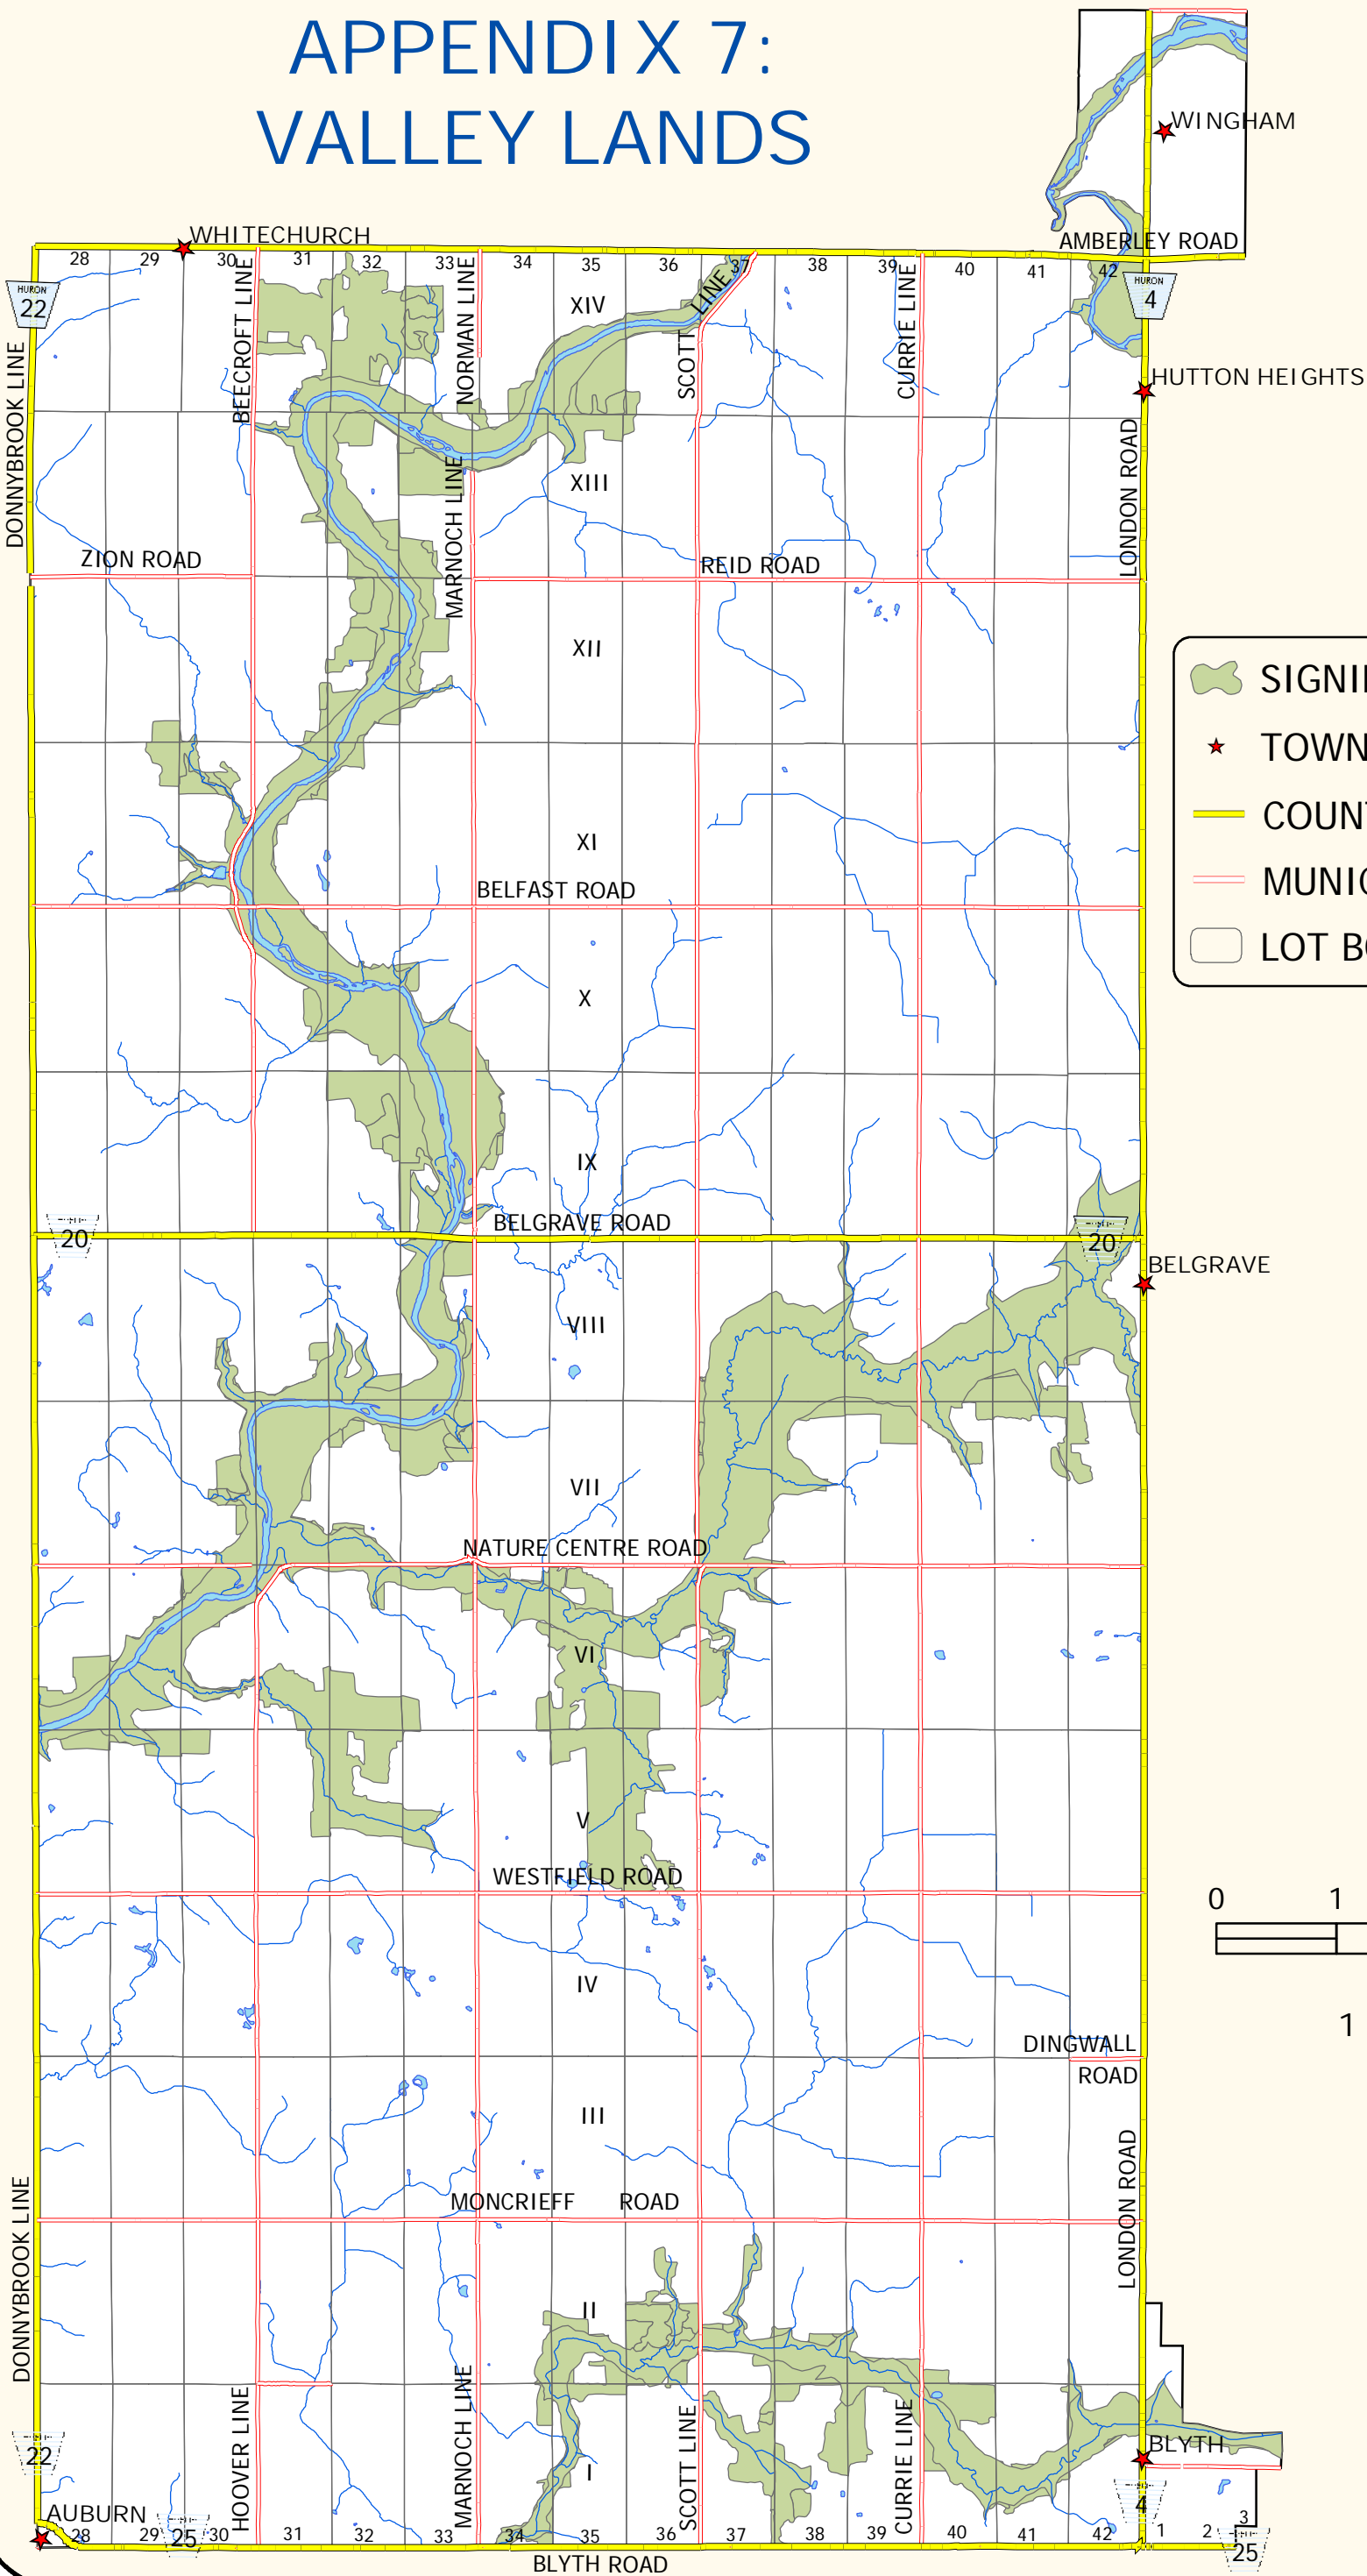 APPENDIX 7:
VALLEY LANDS
WINGHAM
WHITECHURCH
AMBERLEY ROAD
28 29 30 31 32 33 34 35 36 37 38 39 40 41 42
HURON
22
HURON
4
BEECROFT LINE
NORMAN LINE
XIV
SCOTT LINE
CURRIE LINE
DONNYBROOK LINE
HUTTON HEIGHTS
LONDON ROAD
MARNOCH LINE
XIII
ZION ROAD
REID ROAD
XII
SIGNI
TOWN
COUN
MUNI
LOT B
XI
BELFAST ROAD
X
IX
BELGRAVE ROAD
20
20
BELGRAVE
VIII
VII
NATURE CENTRE ROAD
VI
V
WESTFIELD ROAD
0 1
IV
1
DINGWALL
ROAD
III
MONCRIEFF ROAD
DONNYBROOK LINE
LONDON ROAD
II
HOOVER LINE
MARNOCH LINE
SCOTT LINE
CURRIE LINE
22
BLYTH
I
4
AUBURN
28 29 25 30 31 32 33 34 35 36 37 38 39 40 41 42 1 2 3
25
BLYTH ROAD